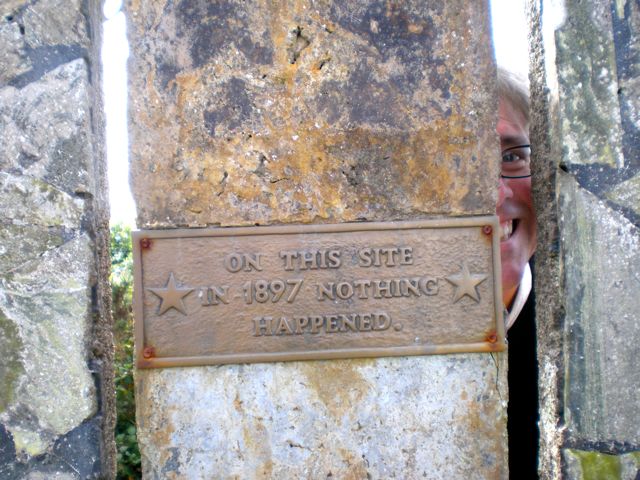 ON THIS SITE
IN 1897 NOTHING
HAPPENED.